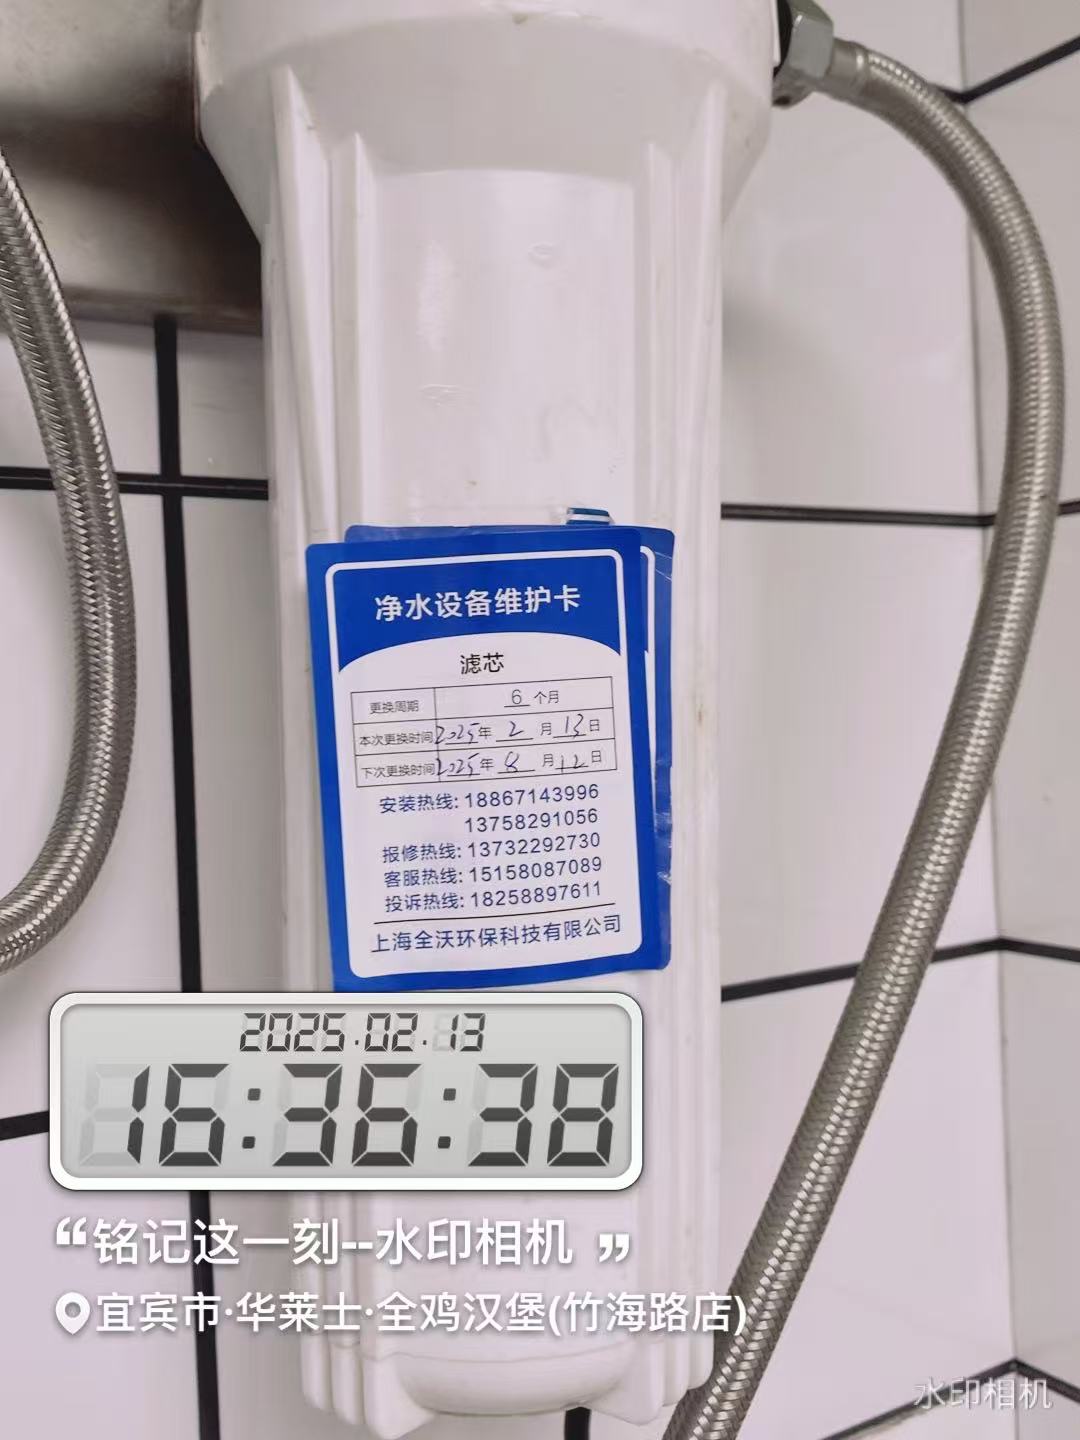 净水设备维护卡
滤芯
更换周期 6 个月
本次更换时间 2025年 2 月 13 日
下次更换时间 2025年 8 月 12 日
安装热线: 18867143996
13758291056
报修热线: 13732292730
客服热线: 15158087089
投诉热线: 18258897611
上海全沃环保科技有限公司
2025.02.13
16:36:38
“铭记这一刻--水印相机 ”
宜宾市·华莱士·全鸡汉堡(竹海路店)
水印相机